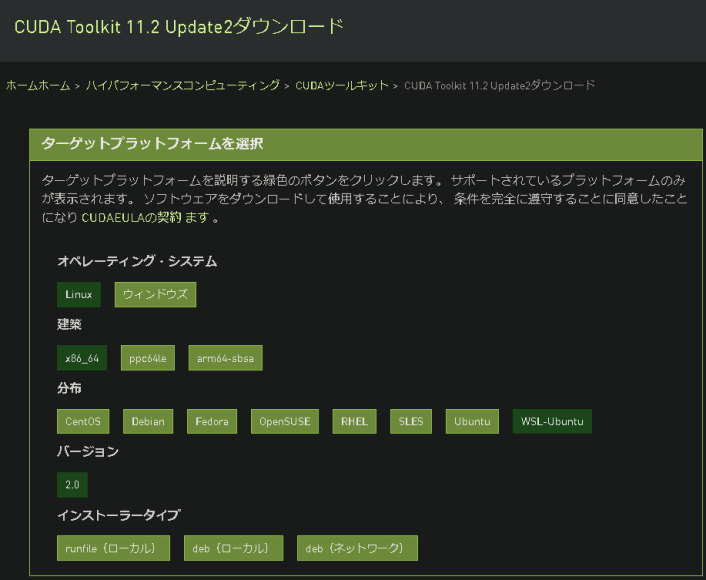 CUDA Toolkit 11.2 Update2ダウンロード
ホームホーム > ハイパフォーマンスコンピューティング > CUDAツールキット > CUDA Toolkit 11.2 Update2ダウンロード
ターゲットプラットフォームを選択
ターゲットプラットフォームを説明する緑色のボタンをクリックします。 サポートされているプラットフォームのみ
が表示されます。 ソフトウェアをダウンロードして使用することにより、 条件を完全に遵守することに同意したこと
になり CUDAEULAの契約 ます 。
オペレーティング・システム
Linux ウィンドウズ
建築
x86_64 ppc64le arm64-sbsa
分布
CentOS Debian Fedora OpenSUSE RHEL SLES Ubuntu WSL-Ubuntu
バージョン
2.0
インストーラータイプ
runfile（ローカル） deb（ローカル） deb（ネットワーク）